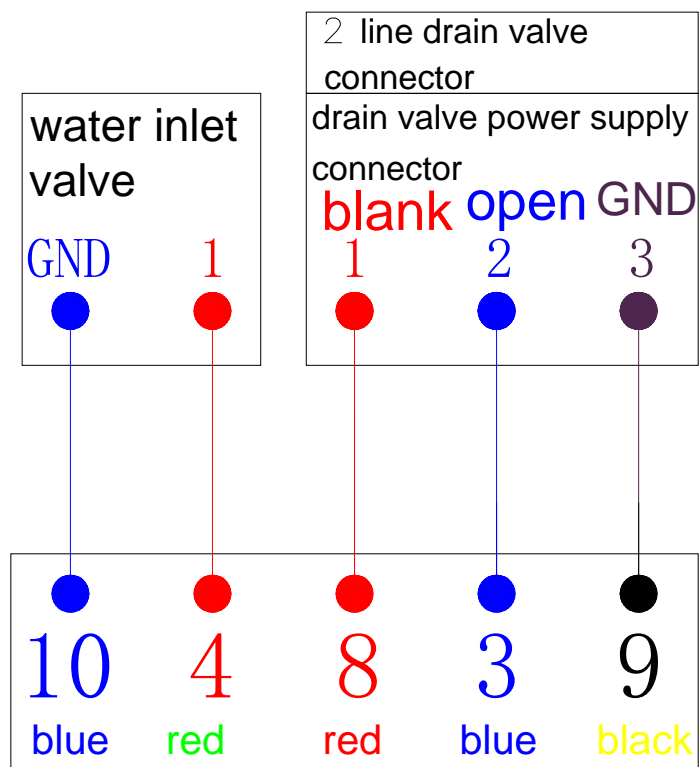 2 line drain valve
connector
water inlet
valve
drain valve power supply
connector
blank open GND
GND 1 1 2 3
10 4 8 3 9
blue red red blue black